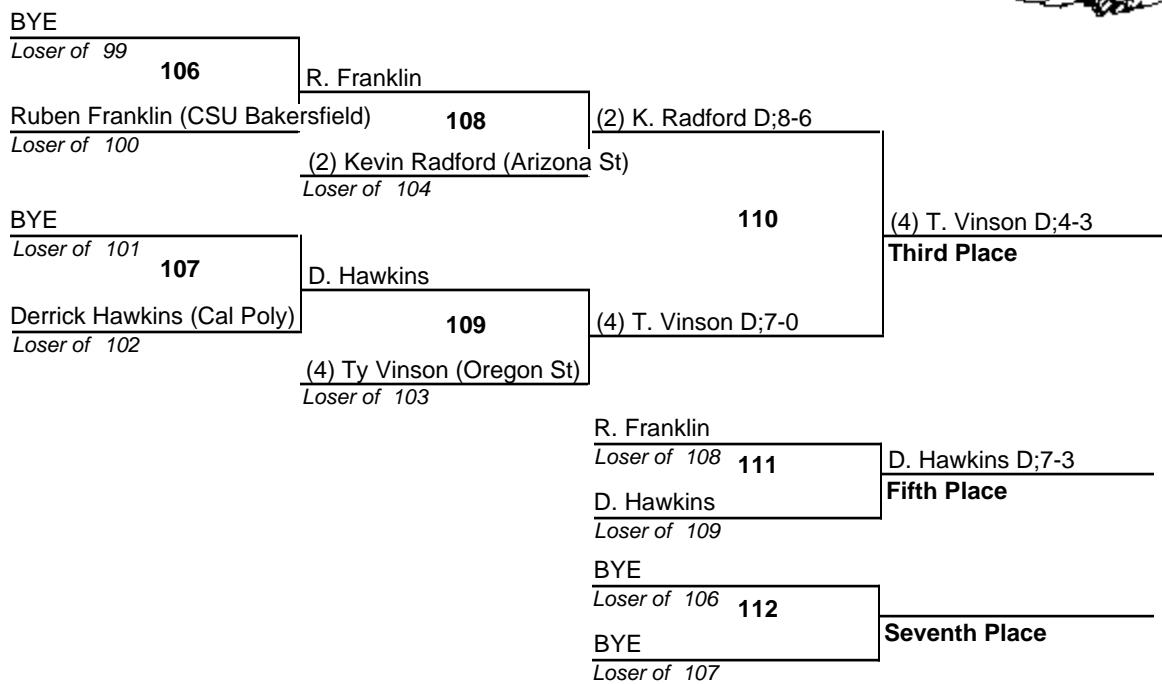 BYE
Loser of 99
106
R. Franklin
Ruben Franklin (CSU Bakersfield)
108
(2) K. Radford D;8-6
Loser of 100
(2) Kevin Radford (Arizona St)
Loser of 104
BYE
110
(4) T. Vinson D;4-3
Loser of 101
Third Place
107
D. Hawkins
Derrick Hawkins (Cal Poly)
109
(4) T. Vinson D;7-0
Loser of 102
(4) Ty Vinson (Oregon St)
Loser of 103
R. Franklin
Loser of 108
111
D. Hawkins D;7-3
Fifth Place
D. Hawkins
Loser of 109
BYE
Loser of 106
112
Seventh Place
BYE
Loser of 107